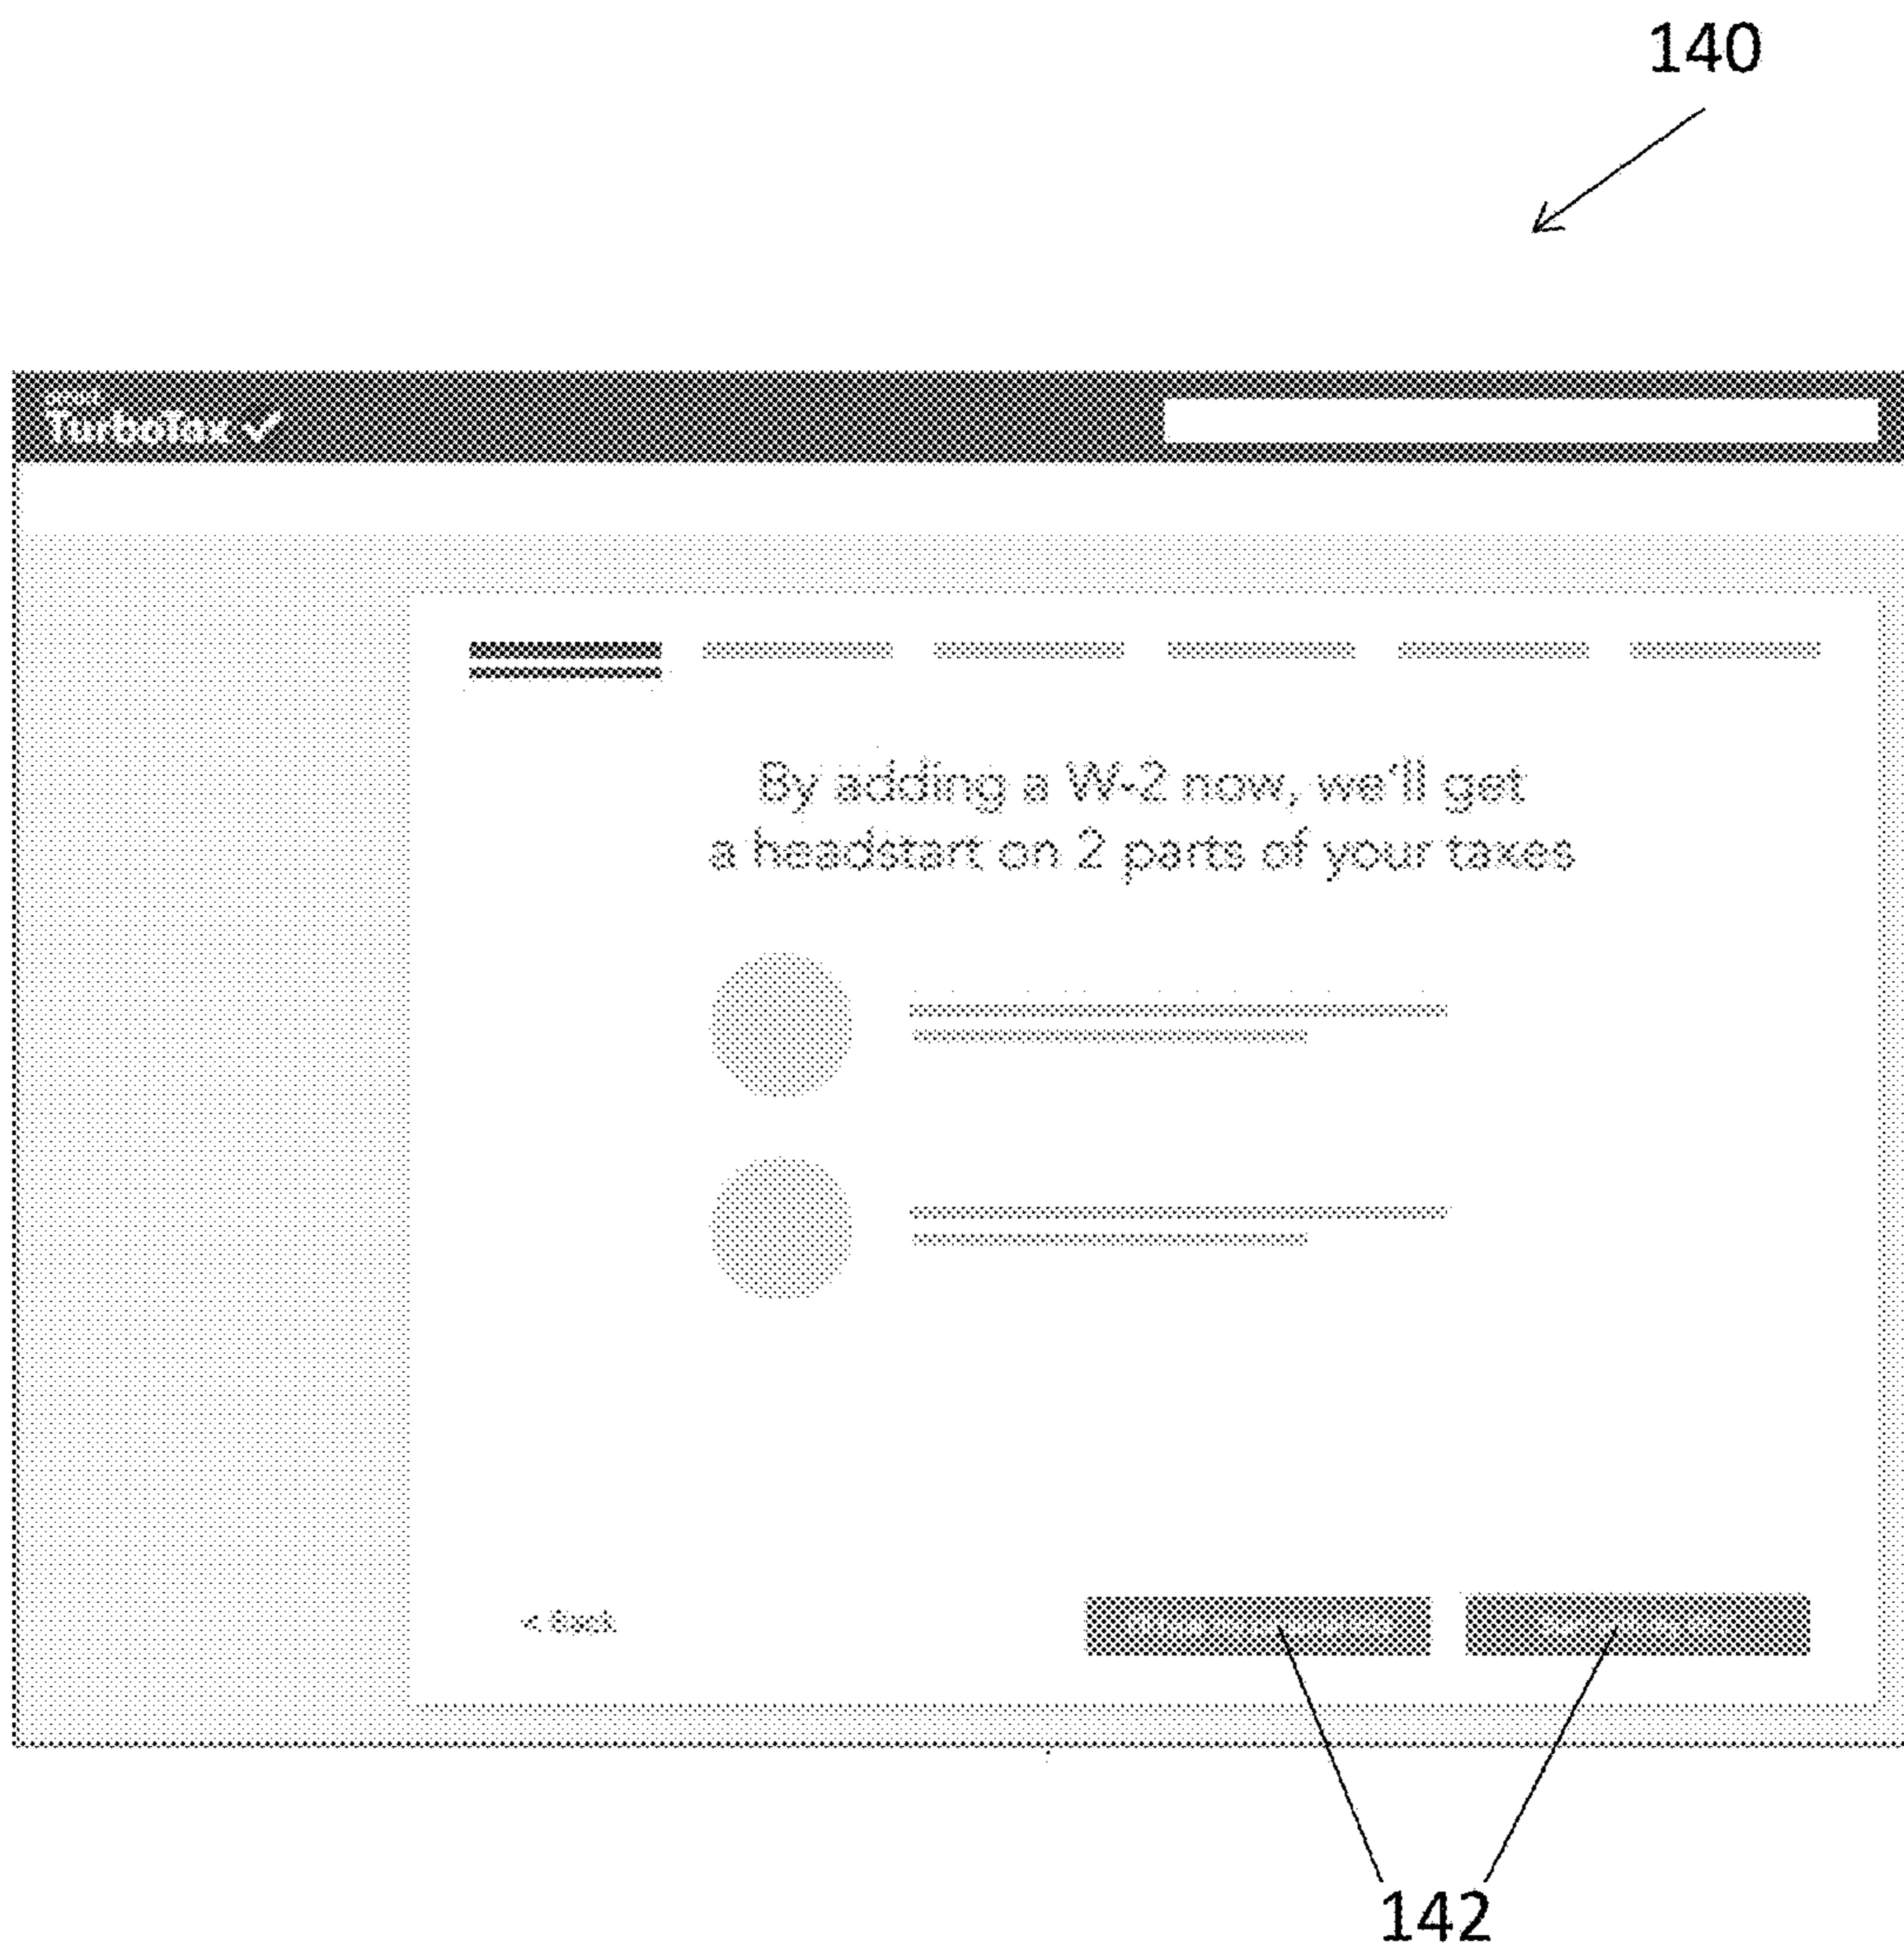 140
TurboTax
By adding a W-2 now, we'll get
a headstart on 2 parts of your taxes
< Back
142